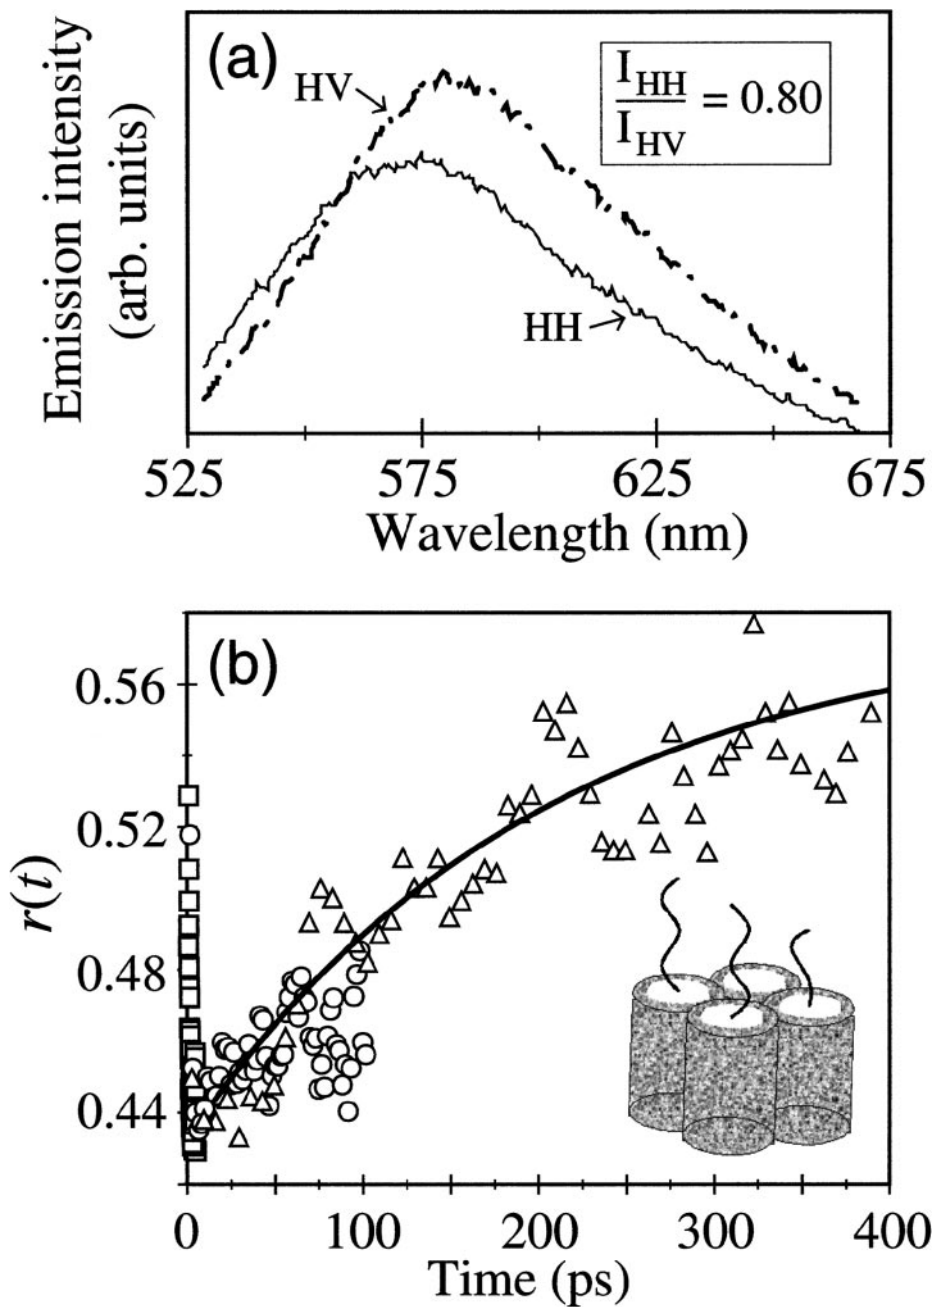 Emission intensity
(arb. units)
(a)
HV
I_HH / I_HV = 0.80
HH
525 575 625 675
Wavelength (nm)
(b)
r(t)
0.56
0.52
0.48
0.44
0 100 200 300 400
Time (ps)